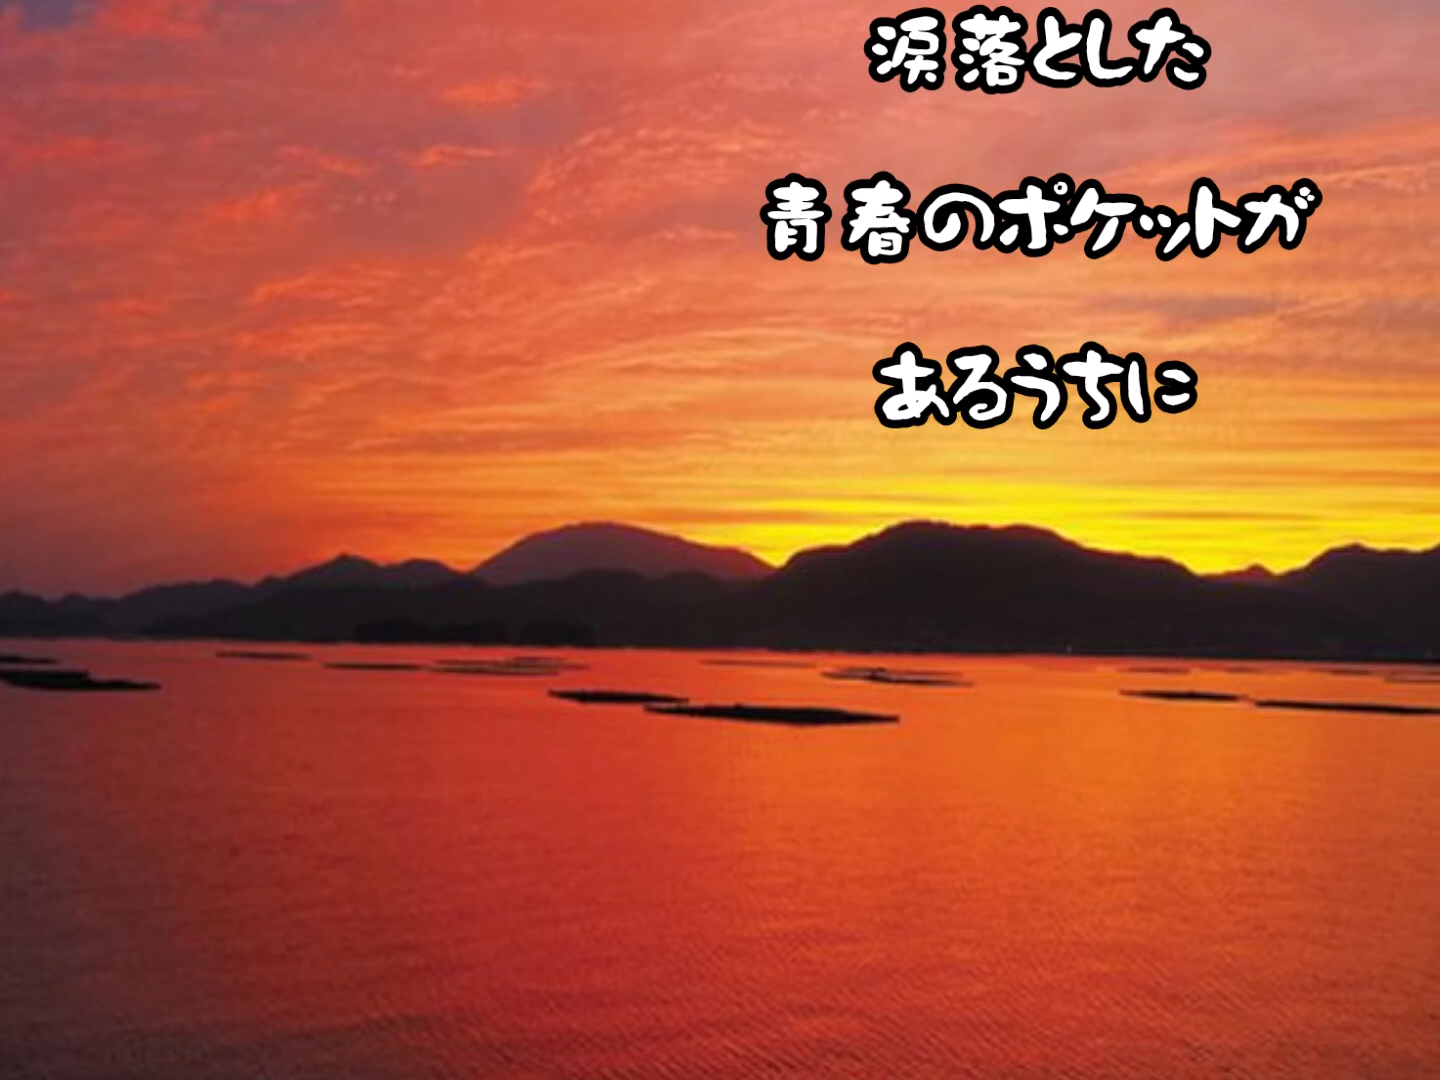 涙落とした
青春のポケットが
あるうちに